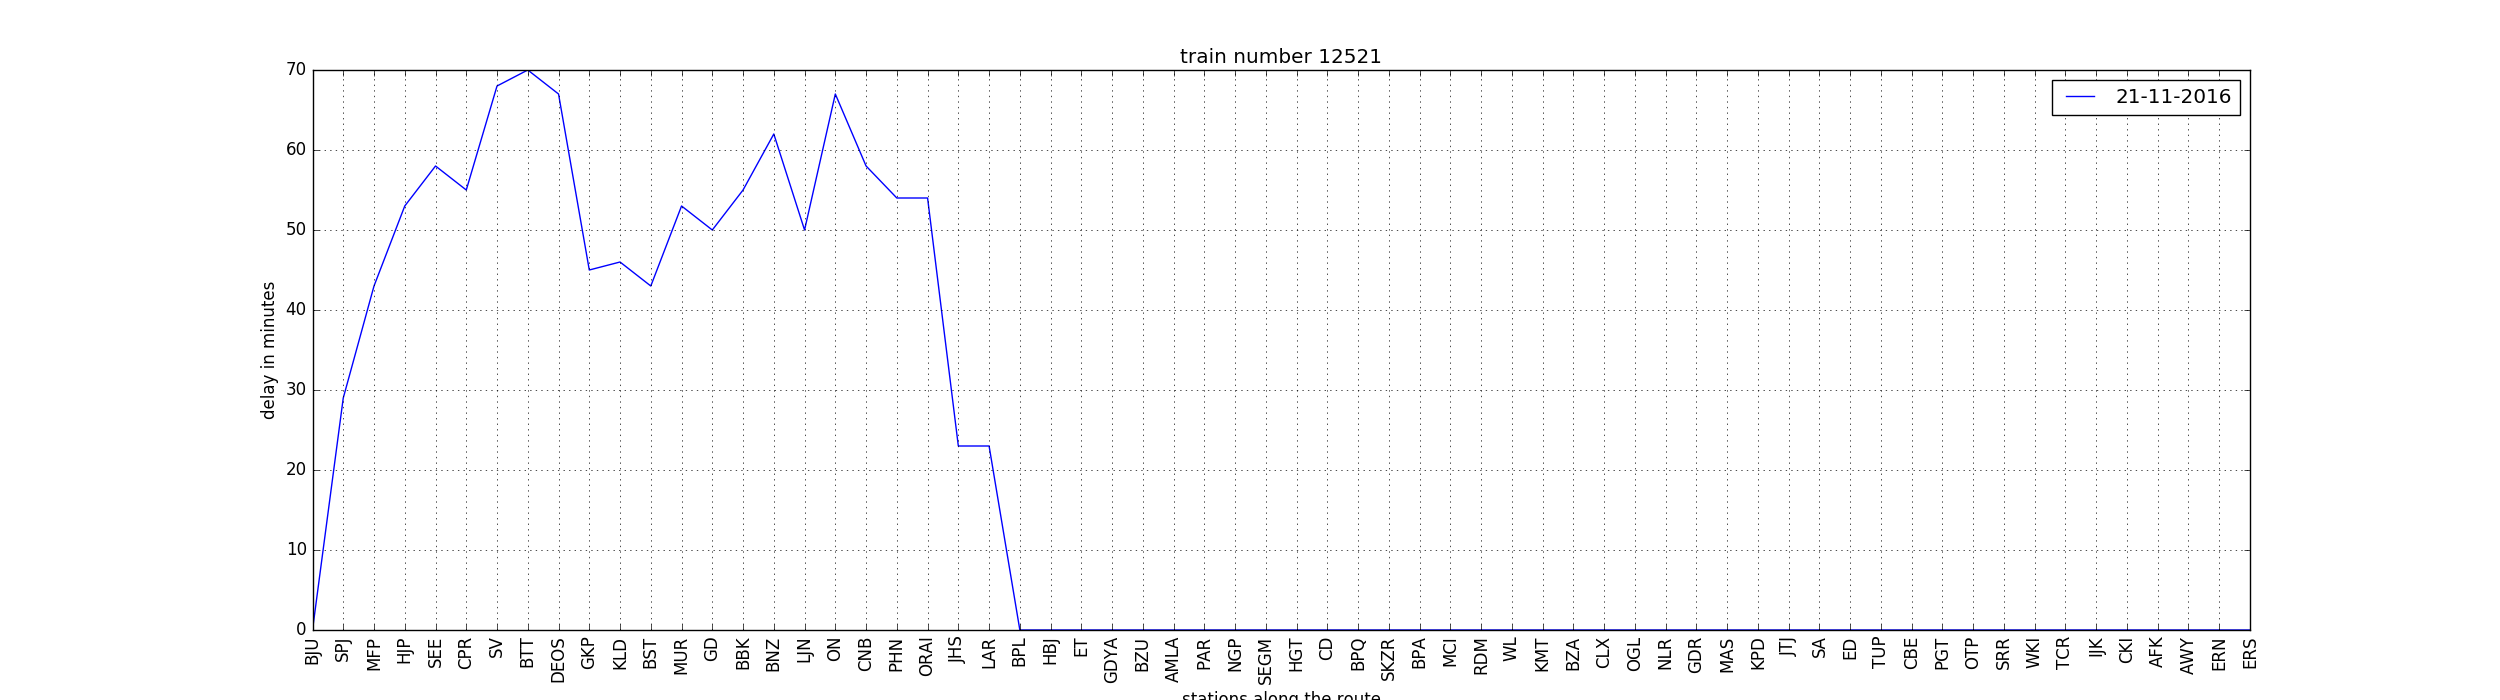 train number 12521
21-11-2016
70
60
50
40
30
20
10
0
delay in minutes
BJU SPJ MFP HJP SEE CPR SV BTT DEOS GKP KLD BST MUR GD BBK BNZ LJN ON CNB PHN ORAI JHS LAR BPL HBJ ET GDYA BZU AMLA PAR NGP SEGM HGT CD BPQ SKZR BPA MCI RDM WL KMT BZA CLX OGL NLR GDR MAS KPD JTJ SA ED TUP CBE PGT OTP SRR WKI TCR IJK CKI AFK AWY ERN ERS
stations along the route